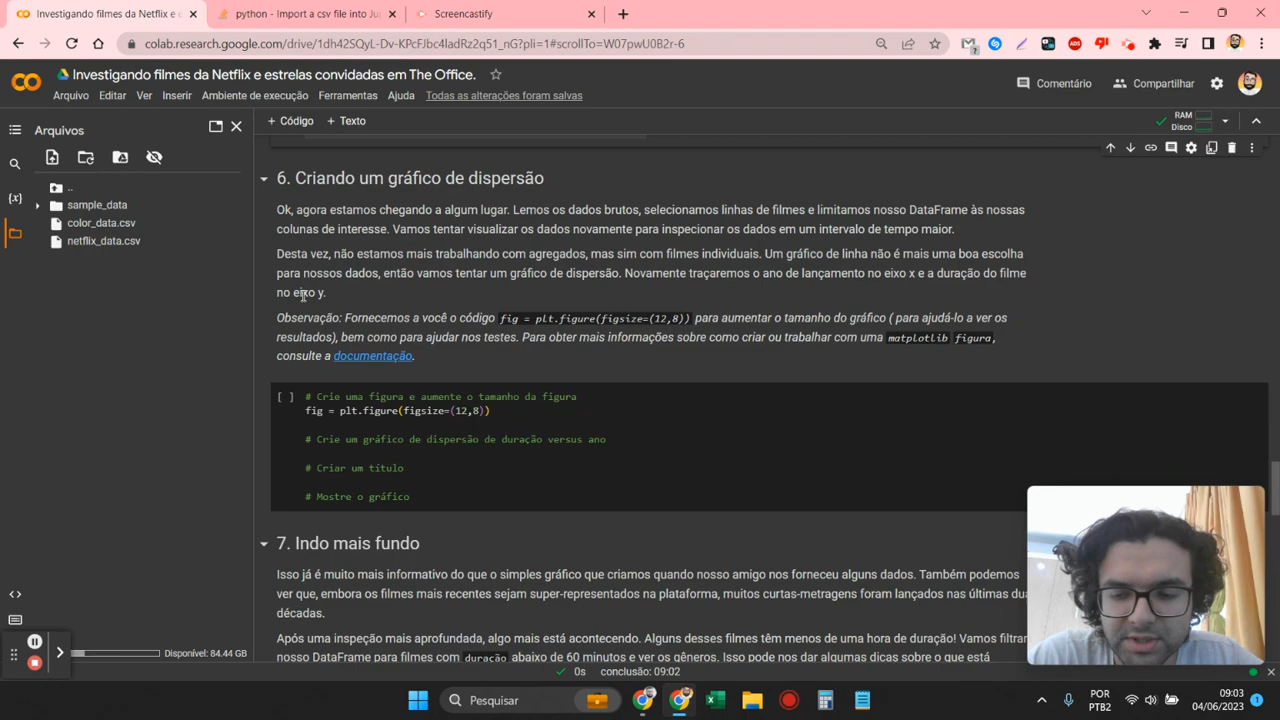 Investigando filmes da Netflix e e
python - Import a csv file into Ju
Screencastify
colab.research.google.com/drive/1dh42SQyL-Dv-KPcFJbc4ladRz2q51_nG?pli=1#scrollTo=W07pwU0B2r-6
Investigando filmes da Netflix e estrelas convidadas em The Office.
Comentário
Compartilhar
Arquivo Editar Ver Inserir Ambiente de execução Ferramentas Ajuda Todas as alterações foram salvas
Arquivos
+ Código + Texto
RAM
Disco
..
sample_data
color_data.csv
netflix_data.csv
6. Criando um gráfico de dispersão
Ok, agora estamos chegando a algum lugar. Lemos os dados brutos, selecionamos linhas de filmes e limitamos nosso DataFrame às nossas
colunas de interesse. Vamos tentar visualizar os dados novamente para inspecionar os dados em um intervalo de tempo maior.
Desta vez, não estamos mais trabalhando com agregados, mas sim com filmes individuais. Um gráfico de linha não é mais uma boa escolha
para nossos dados, então vamos tentar um gráfico de dispersão. Novamente traçaremos o ano de lançamento no eixo x e a duração do filme
no eixo y.
Observação: Fornecemos a você o código fig = plt.figure(figsize=(12,8)) para aumentar o tamanho do gráfico ( para ajudá-lo a ver os
resultados), bem como para ajudar nos testes. Para obter mais informações sobre como criar ou trabalhar com uma matplotlib figura,
consulte a documentação.
[ ] # Crie uma figura e aumente o tamanho da figura
fig = plt.figure(figsize=(12,8))
# Crie um gráfico de dispersão de duração versus ano
# Criar um título
# Mostre o gráfico
7. Indo mais fundo
Isso já é muito mais informativo do que o simples gráfico que criamos quando nosso amigo nos forneceu alguns dados. Também podemos
ver que, embora os filmes mais recentes sejam super-representados na plataforma, muitos curtas-metragens foram lançados nas últimas
décadas.
Após uma inspeção mais aprofundada, algo mais está acontecendo. Alguns desses filmes têm menos de uma hora de duração! Vamos filtrar
nosso DataFrame para filmes com duração abaixo de 60 minutos e ver os gêneros. Isso pode nos dar algumas dicas sobre o que está
Disponível: 84.44 GB
0s conclusão: 09:02
Pesquisar
POR
PTB2
09:03
04/06/2023